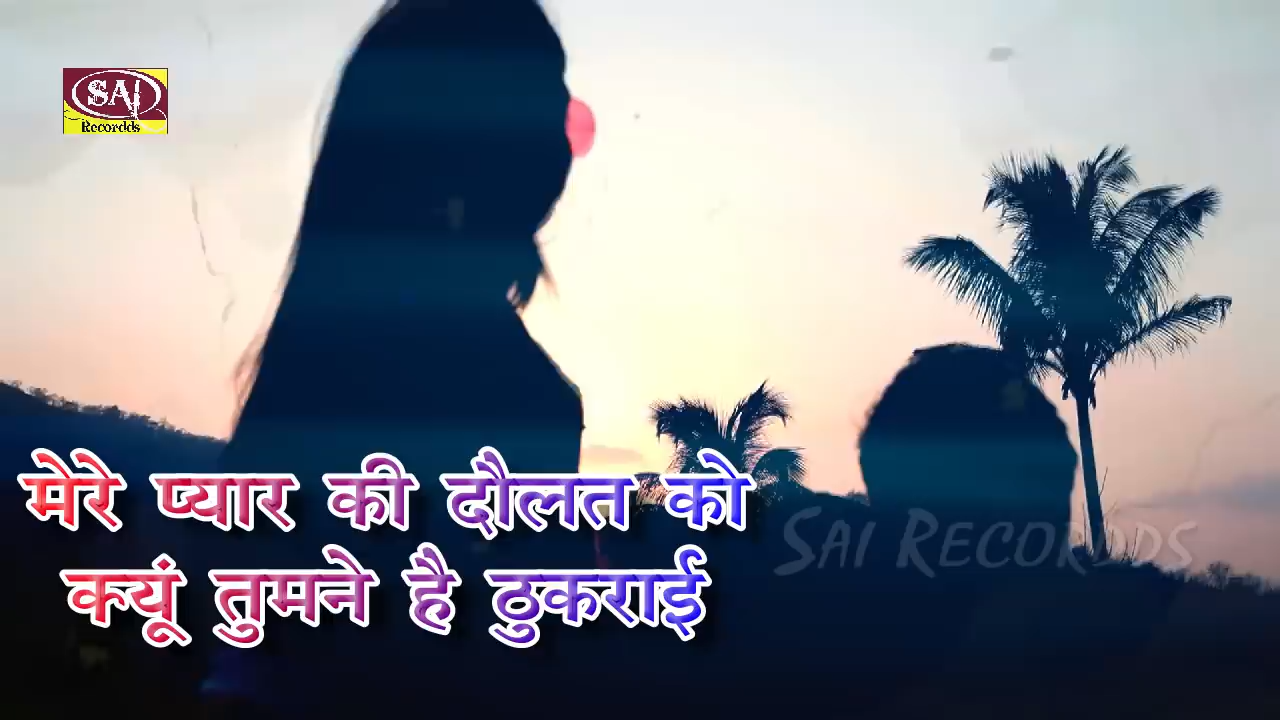 SAI
Recordds
मेरे प्यार की दौलत को
क्यूं तुमने है ठुकराई
SAI RECORDDS